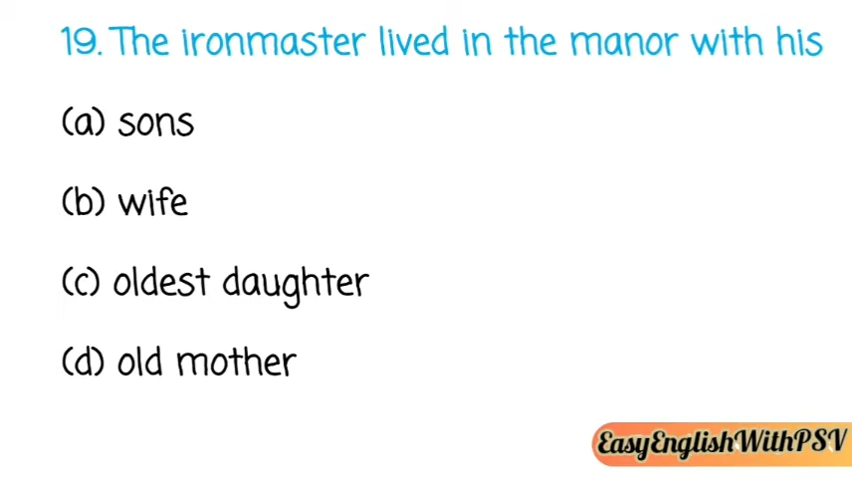 19. The ironmaster lived in the manor with his
(a) sons
(b) wife
(c) oldest daughter
(d) old mother
EasyEnglishWithPSV